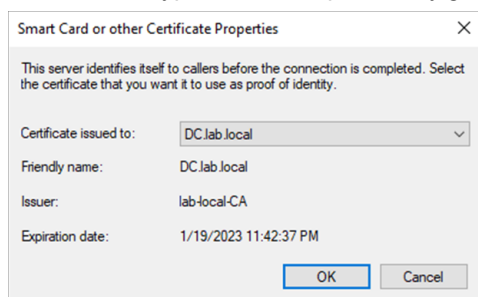 Smart Card or other Certificate Properties
This server identifies itself to callers before the connection is completed. Select
the certificate that you want it to use as proof of identity.
Certificate issued to: DC.lab.local
Friendly name: DC.lab.local
Issuer: lab-local-CA
Expiration date: 1/19/2023 11:42:37 PM
OK Cancel